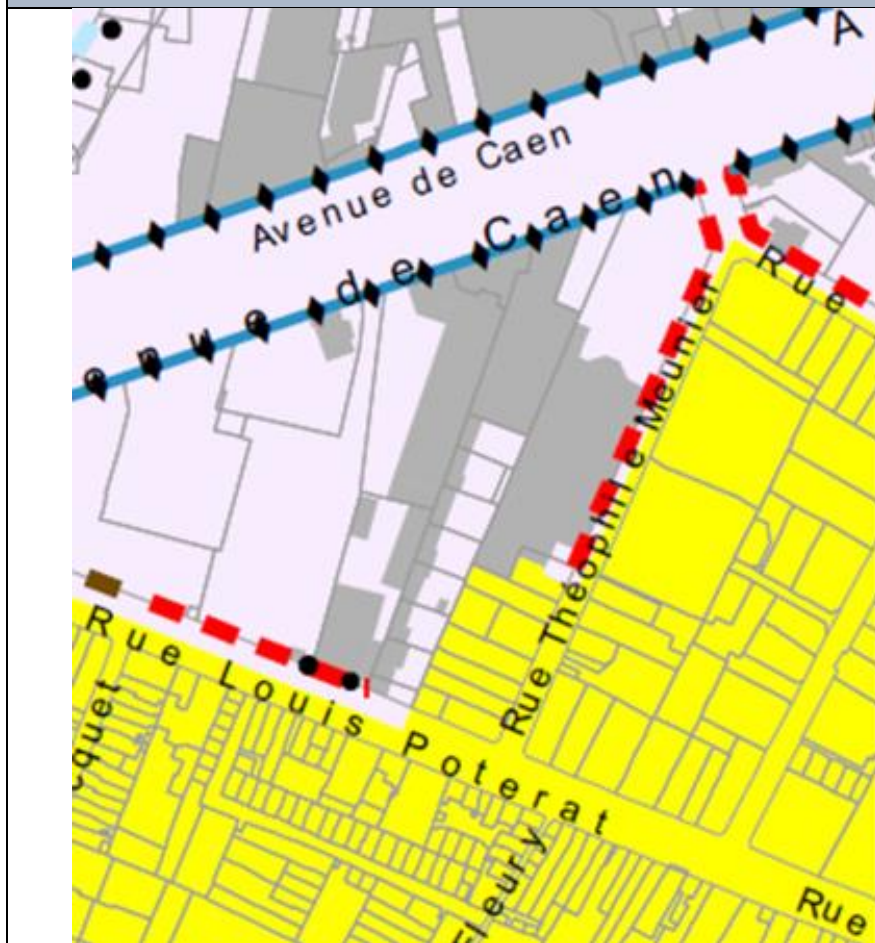 A
Avenue de Caen
enue de Caen
Rue
Rue Théophile Meunier
Rue Louis Poterat
cquet
Fleury
Rue